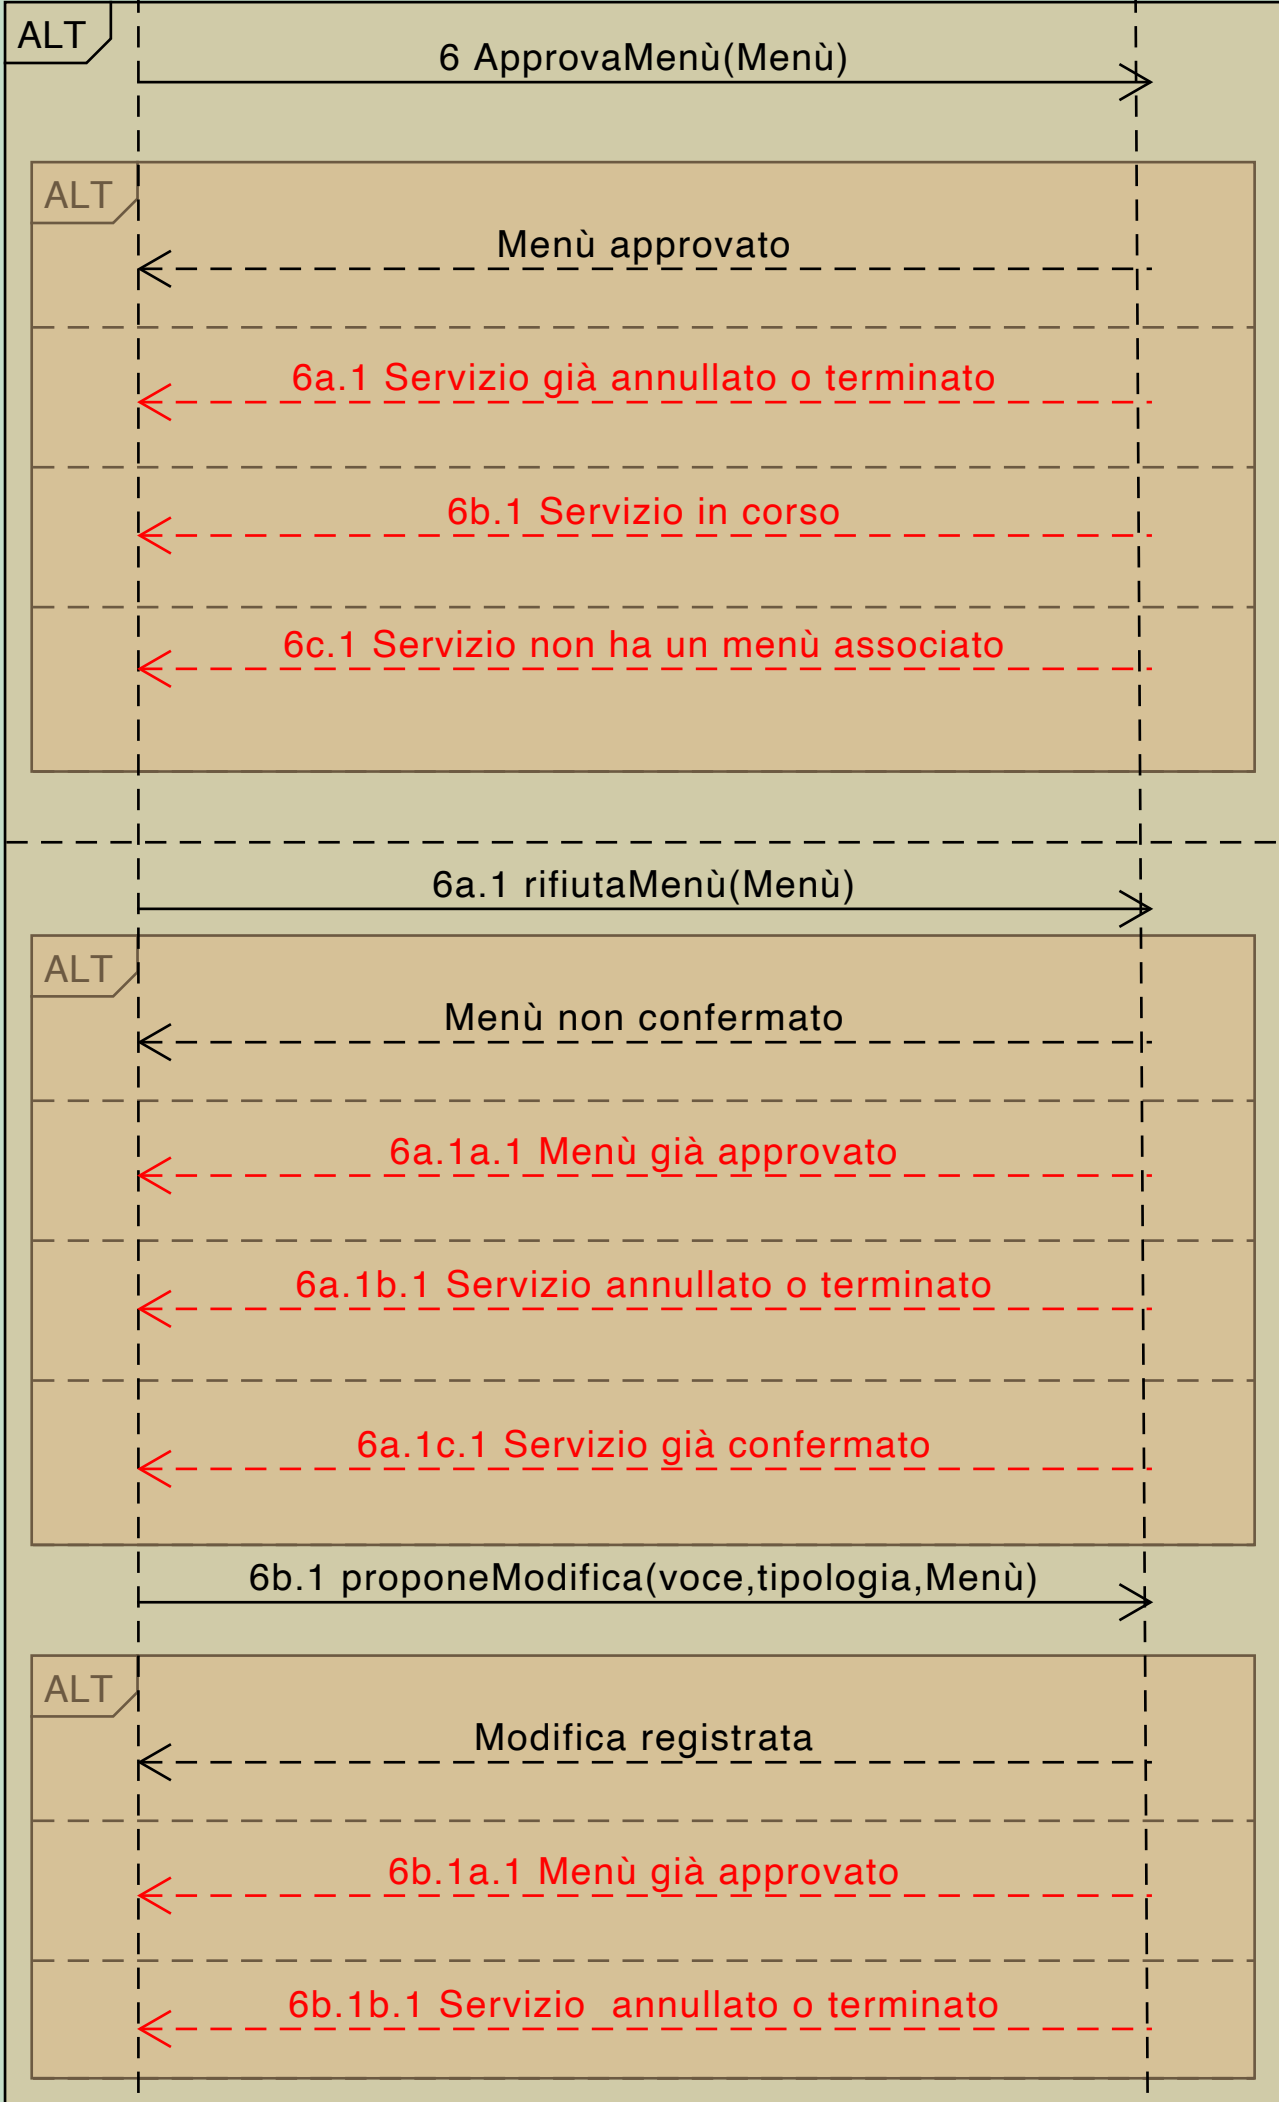 ALT
6 ApprovaMenù(Menù)
ALT
Menù approvato
6a.1 Servizio già annullato o terminato
6b.1 Servizio in corso
6c.1 Servizio non ha un menù associato
6a.1 rifiutaMenù(Menù)
ALT
Menù non confermato
6a.1a.1 Menù già approvato
6a.1b.1 Servizio annullato o terminato
6a.1c.1 Servizio già confermato
6b.1 proponeModifica(voce,tipologia,Menù)
ALT
Modifica registrata
6b.1a.1 Menù già approvato
6b.1b.1 Servizio  annullato o terminato